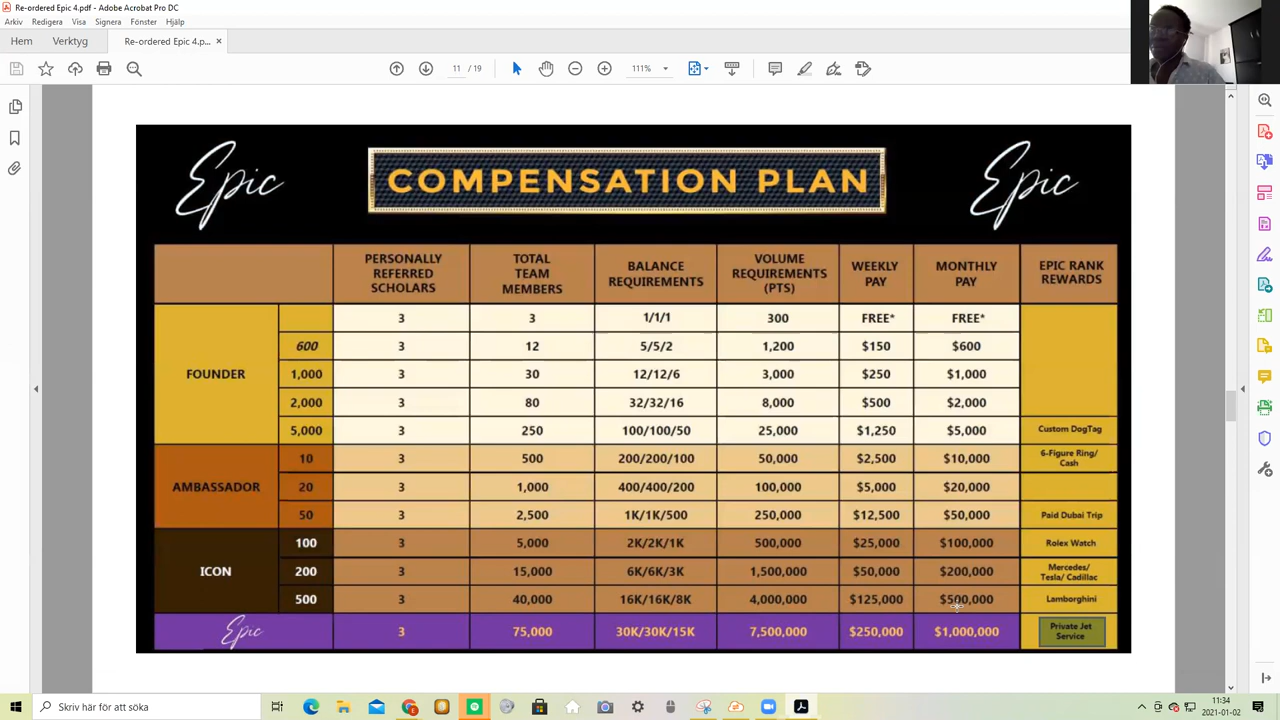 Re-ordered Epic 4.pdf - Adobe Acrobat Pro DC
Arkiv Redigera Visa Signera Fönster Hjälp
Hem Verktyg Re-ordered Epic 4.p... ×
11 / 19 111%
Epic COMPENSATION PLAN Epic
PERSONALLY REFERRED SCHOLARS
TOTAL TEAM MEMBERS
BALANCE REQUIREMENTS
VOLUME REQUIREMENTS (PTS)
WEEKLY PAY
MONTHLY PAY
EPIC RANK REWARDS
3 3 1/1/1 300 FREE* FREE*
600 3 12 5/5/2 1,200 $150 $600
FOUNDER 1,000 3 30 12/12/6 3,000 $250 $1,000
2,000 3 80 32/32/16 8,000 $500 $2,000
5,000 3 250 100/100/50 25,000 $1,250 $5,000 Custom DogTag
10 3 500 200/200/100 50,000 $2,500 $10,000 6-Figure Ring/ Cash
AMBASSADOR 20 3 1,000 400/400/200 100,000 $5,000 $20,000
50 3 2,500 1K/1K/500 250,000 $12,500 $50,000 Paid Dubai Trip
100 3 5,000 2K/2K/1K 500,000 $25,000 $100,000 Rolex Watch
ICON 200 3 15,000 6K/6K/3K 1,500,000 $50,000 $200,000 Mercedes/ Tesla/ Cadillac
500 3 40,000 16K/16K/8K 4,000,000 $125,000 $500,000 Lamborghini
Epic 3 75,000 30K/30K/15K 7,500,000 $250,000 $1,000,000 Private Jet Service
Skriv här för att söka
11:34
2021-01-02